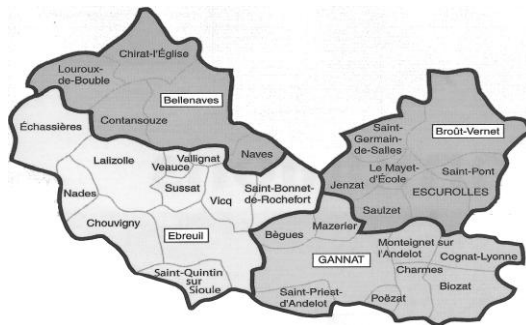 Chirat-l'Église
Louroux-
de-Bouble
Bellenaves
Échassières
Contansouze
Saint-
Germain-
de-Salles
Broût-Vernet
Lalizolle
Vallignat
Veauce
Naves
Le Mayet-
d'École
Saint-Pont
Jenzat
Sussat
Saint-Bonnet-
de-Rochefort
ESCUROLLES
Nades
Vicq
Saulzet
Chouvigny
Ebreuil
Bègues
Mazerier
Monteignet sur
l'Andelot
Cognat-Lyonne
GANNAT
Charmes
Saint-Quintin
sur
Sioule
Biozat
Saint-Priest-
d'Andelot
Poëzat